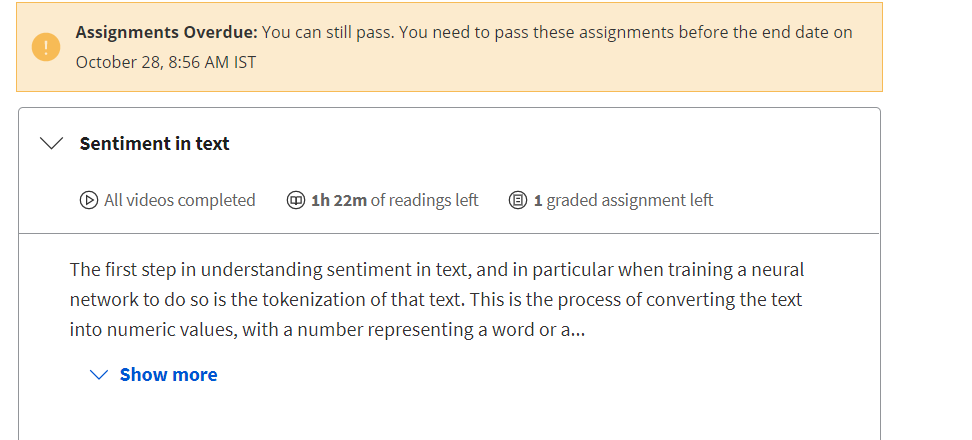 Assignments Overdue: You can still pass. You need to pass these assignments before the end date on
October 28, 8:56 AM IST
Sentiment in text
All videos completed 1h 22m of readings left 1 graded assignment left
The first step in understanding sentiment in text, and in particular when training a neural
network to do so is the tokenization of that text. This is the process of converting the text
into numeric values, with a number representing a word or a...
Show more